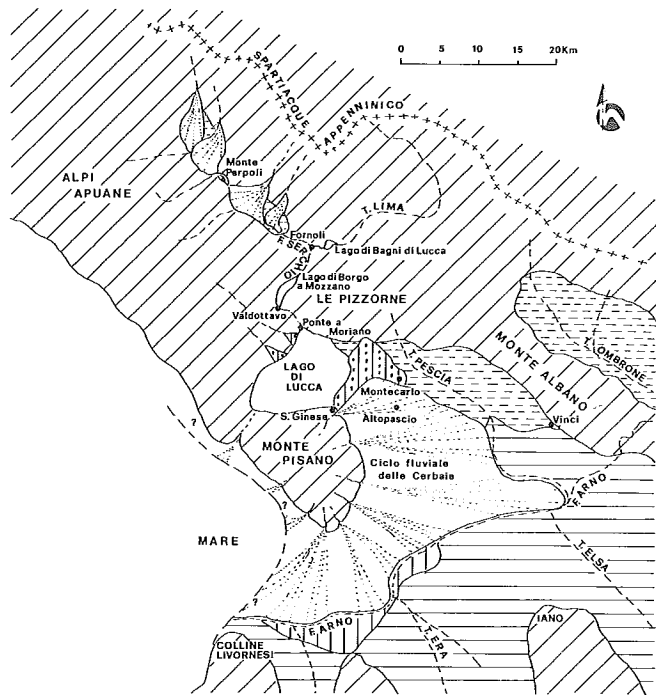 0 5 10 15 20Km
SPARTIACQUE
APPENNINICO
Monte
Perpoli
ALPI
APUANE
T. LIMA
Fornoli
F. SERCHIO
Lago di Bagni di Lucca
Lago di Borgo
a Mozzano
LE PIZZORNE
Valdottavo
Ponte a
Moriano
T. OMBRONE
MONTE ALBANO
T. PESCIA
LAGO
DI
LUCCA
Montecarlo
Vinci
S. Ginese
Altopascio
?
MONTE
PISANO
Ciclo fluviale
delle Cerbaie
F. ARNO
?
MARE
T. ELSA
?
F. ARNO
IANO
T. ERA
COLLINE
LIVORNESI